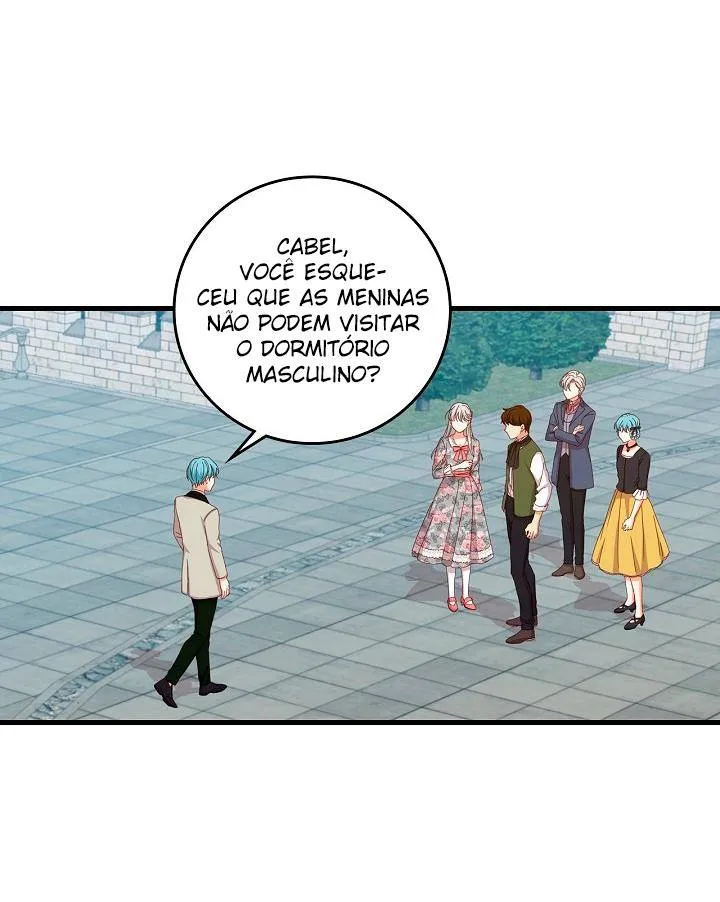 CABEL,
VOCÊ ESQUE-
CEU QUE AS MENINAS
NÃO PODEM VISITAR
O DORMITÓRIO
MASCULINO?